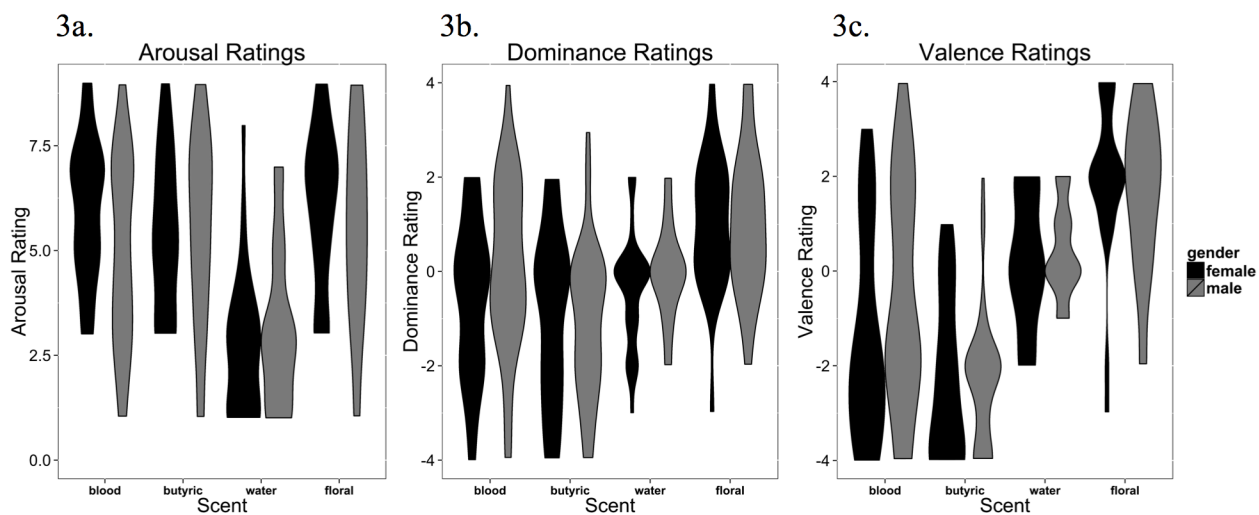 3a.
Arousal Ratings
Arousal Rating
7.5
5.0
2.5
0.0
blood butyric water floral
Scent
3b.
Dominance Ratings
Dominance Rating
4
2
0
-2
-4
blood butyric water floral
Scent
3c.
Valence Ratings
Valence Rating
4
2
0
-2
-4
blood butyric water floral
Scent
gender
female
male